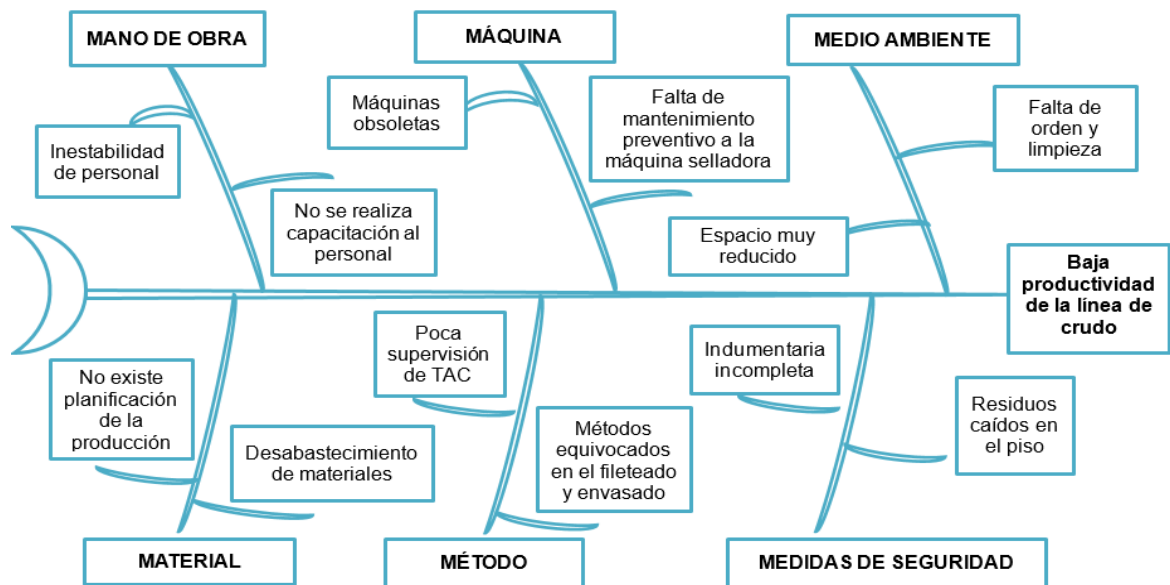 MANO DE OBRA
MÁQUINA
MEDIO AMBIENTE
Inestabilidad
de personal
No se realiza
capacitación al
personal
Máquinas
obsoletas
Falta de
mantenimiento
preventivo a la
máquina selladora
Espacio muy
reducido
Falta de
orden y
limpieza
Baja
productividad
de la línea de
crudo
No existe
planificación
de la
producción
Desabastecimiento
de materiales
Poca
supervisión
de TAC
Métodos
equivocados
en el fileteado
y envasado
Indumentaria
incompleta
Residuos
caídos en
el piso
MATERIAL
MÉTODO
MEDIDAS DE SEGURIDAD